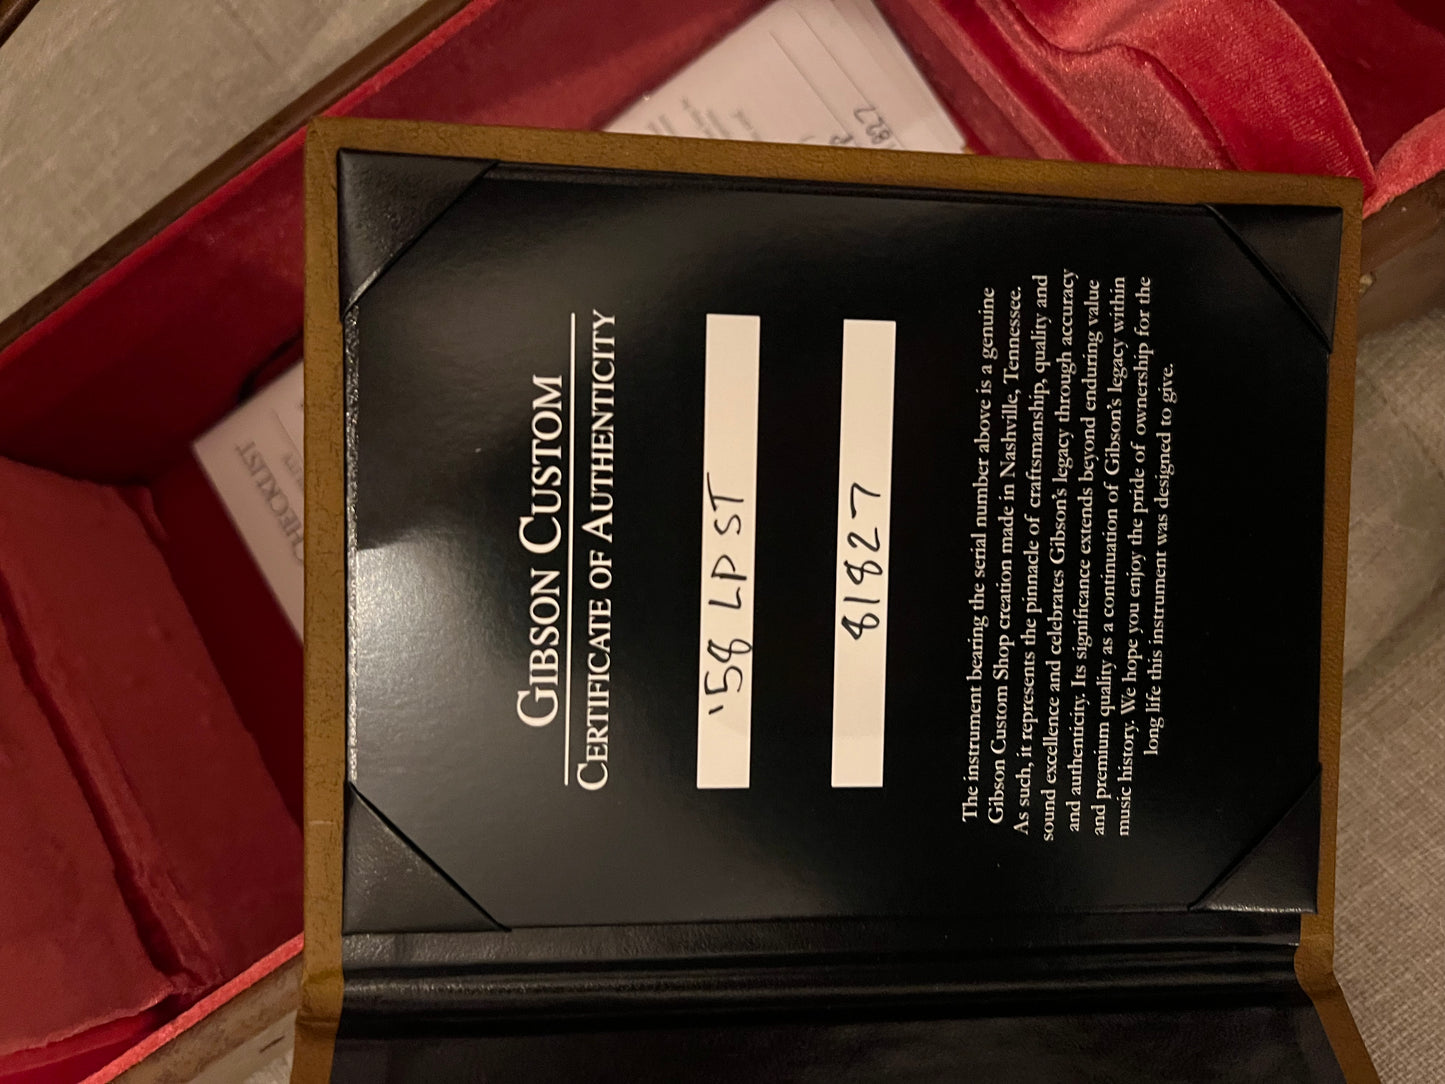 GIBSON CUSTOM
CERTIFICATE OF AUTHENTICITY
'58 LP ST
81827
The instrument bearing the serial number above is a genuine
Gibson Custom Shop creation made in Nashville, Tennessee.
As such, it represents the pinnacle of craftsmanship, quality and
sound excellence and celebrates Gibson's legacy through accuracy
and authenticity. Its significance extends beyond enduring value
and premium quality as a continuation of Gibson's legacy within
music history. We hope you enjoy the pride of ownership for the
long life this instrument was designed to give.
CHECKLIST